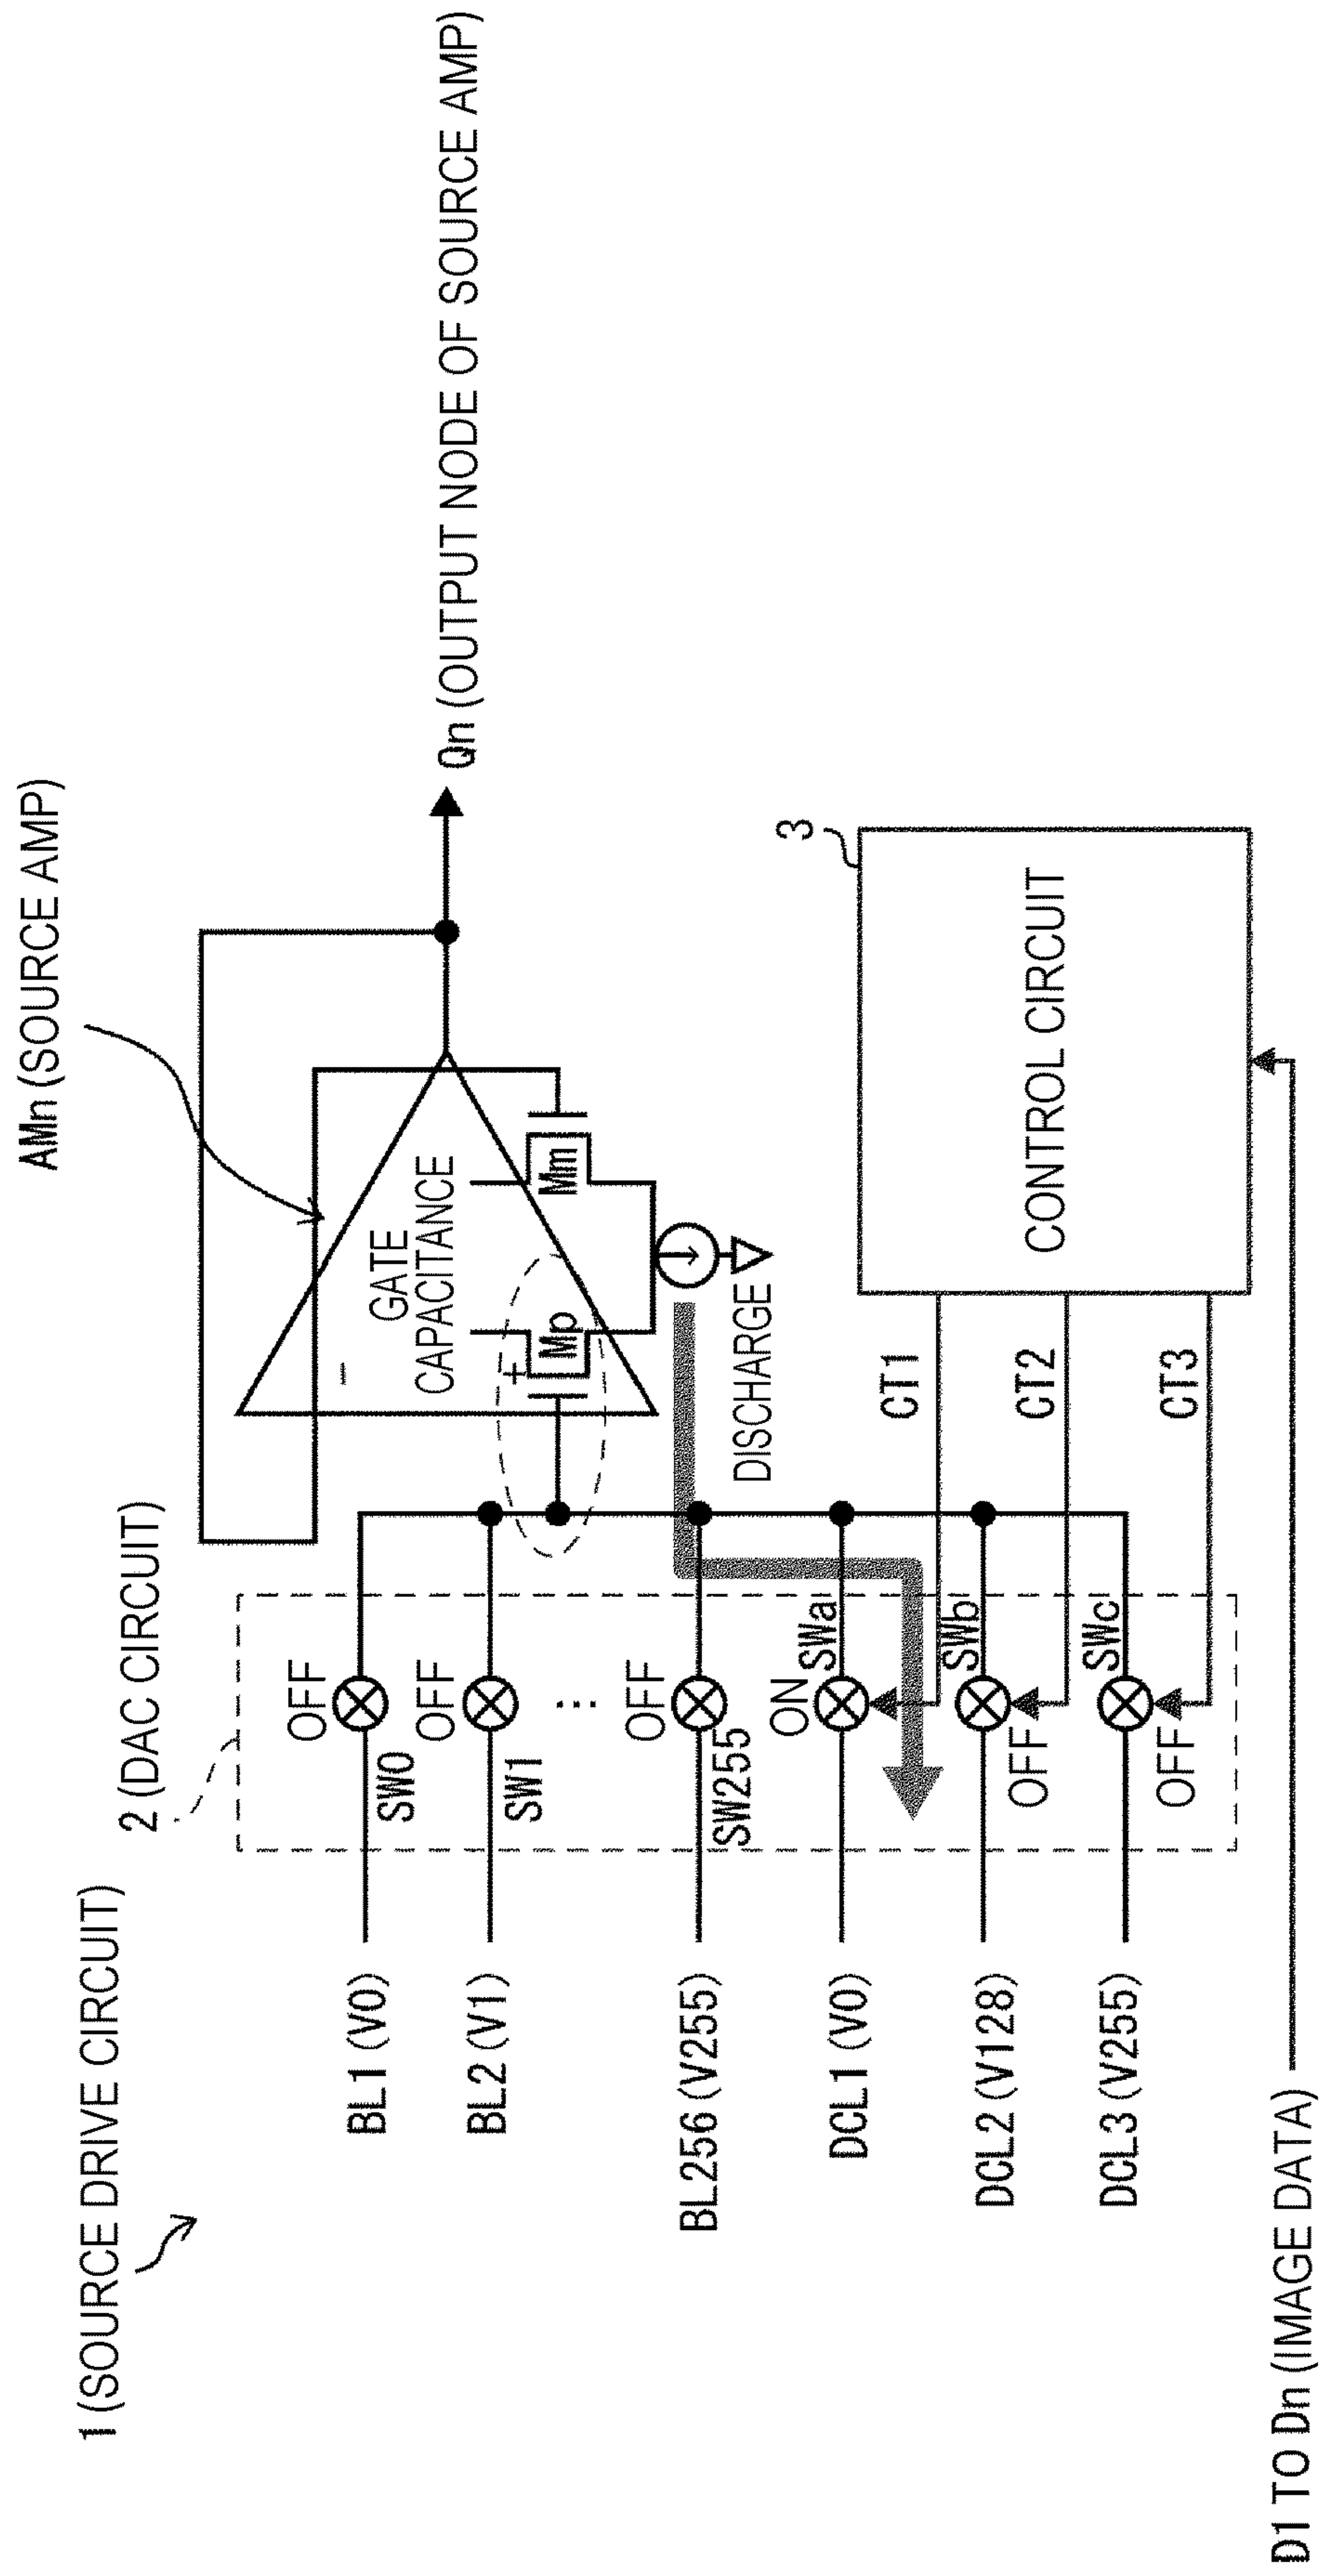 1 (SOURCE DRIVE CIRCUIT)
2 (DAC CIRCUIT)
AMn (SOURCE AMP)
BL1 (V0)
SW0
OFF
BL2 (V1)
SW1
OFF
...
BL256 (V255)
SW255
OFF
DCL1 (V0)
ON
SWa
DCL2 (V128)
OFF
SWb
DCL3 (V255)
OFF
SWc
−
+
GATE
CAPACITANCE
Mp
Mm
DISCHARGE
Qn (OUTPUT NODE OF SOURCE AMP)
CT1
CT2
CT3
3
CONTROL CIRCUIT
D1 TO Dn (IMAGE DATA)